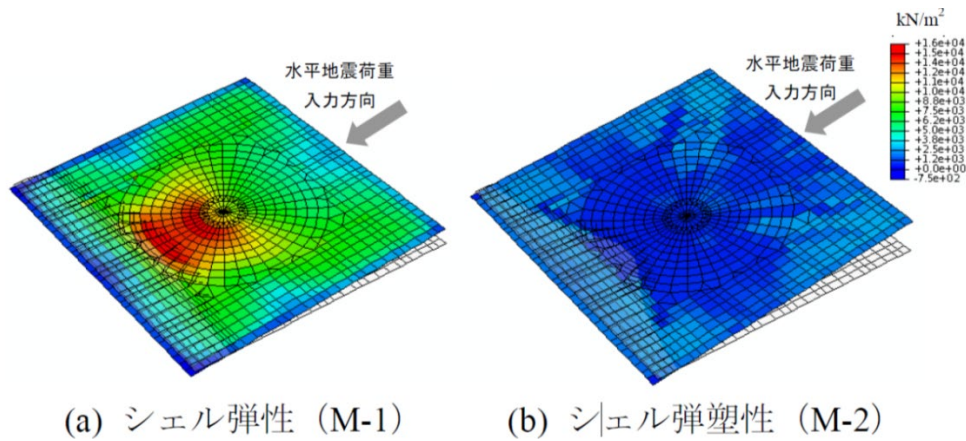 kN/m²
+1.6e+04
+1.5e+04
+1.4e+04
+1.2e+04
+1.1e+04
+1.0e+04
+8.8e+03
+7.5e+03
+6.2e+03
+5.0e+03
+3.8e+03
+2.5e+03
+1.2e+03
+0.0e+00
-7.5e+02
水平地震荷重
入力方向
水平地震荷重
入力方向
(a) シェル弾性（M-1）
(b) シェル弾塑性（M-2）